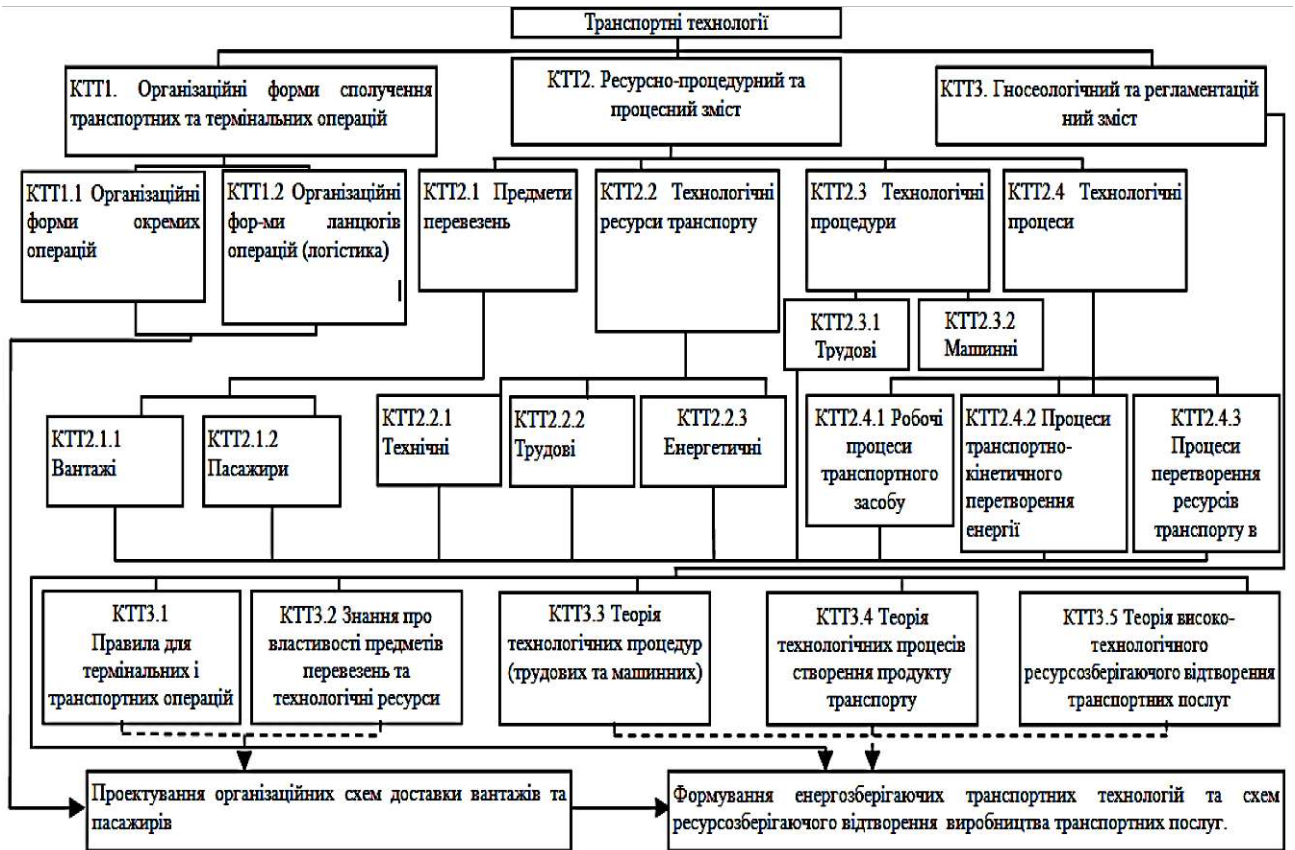 Транспортні технології
КТТ1. Організаційні форми сполучення
транспортних та термінальних операцій
КТТ2. Ресурсно-процедурний та
процесний зміст
КТТ3. Гносеологічний та регламентацій
ний зміст
КТТ1.1 Організаційні
форми окремих
операцій
КТТ1.2 Організаційні
фор-ми ланцюгів
операцій (логістика)
КТТ2.1 Предмети
перевезень
КТТ2.2 Технологічні
ресурси транспорту
КТТ2.3 Технологічні
процедури
КТТ2.4 Технологічні
процеси
КТТ2.3.1
Трудові
КТТ2.3.2
Машинні
КТТ2.1.1
Вантажі
КТТ2.1.2
Пасажири
КТТ2.2.1
Технічні
КТТ2.2.2
Трудові
КТТ2.2.3
Енергетичні
КТТ2.4.1 Робочі
процеси
транспортного
засобу
КТТ2.4.2 Процеси
транспортно-
кінетичного
перетворення
енергії
КТТ2.4.3
Процеси
перетворення
ресурсів
транспорту в
КТТ3.1
Правила для
термінальних і
транспортних операцій
КТТ3.2 Знання про
властивості предметів
перевезень та
технологічні ресурси
КТТ3.3 Теорія
технологічних процедур
(трудових та машинних)
КТТ3.4 Теорія
технологічних процесів
створення продукту
транспорту
КТТ3.5 Теорія високо-
технологічного
ресурсозберігаючого відтворення
транспортних послуг
Проектування організаційних схем доставки вантажів та
пасажирів
Формування енергозберігаючих транспортних технологій та схем
ресурсозберігаючого відтворення виробництва транспортних послуг.